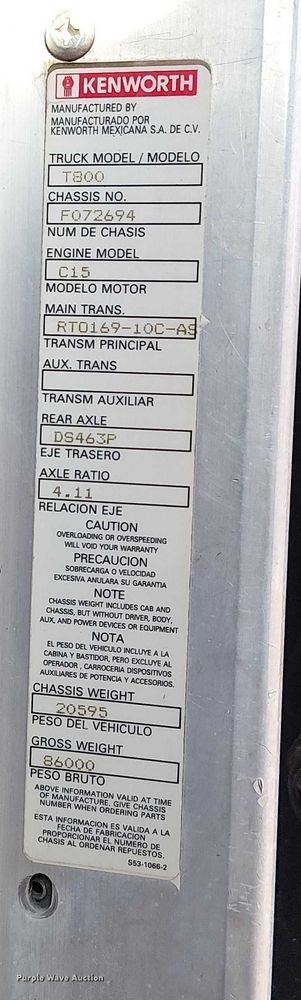 KENWORTH
MANUFACTURED BY
MANUFACTURADO POR
KENWORTH MEXICANA S.A. DE C.V.
TRUCK MODEL / MODELO
T800
CHASSIS NO.
F072694
NUM DE CHASIS
ENGINE MODEL
C15
MODELO MOTOR
MAIN TRANS.
RTO169-10C-AS
TRANSM PRINCIPAL
AUX. TRANS
TRANSM AUXILIAR
REAR AXLE
DS463P
EJE TRASERO
AXLE RATIO
4.11
RELACION EJE
CAUTION
OVERLOADING OR OVERSPEEDING
WILL VOID YOUR WARRANTY
PRECAUCION
SOBRECARGA O VELOCIDAD
EXCESIVA ANULARA SU GARANTIA
NOTE
CHASSIS WEIGHT INCLUDES CAB AND
CHASSIS, BUT WITHOUT DRIVER, BODY,
AUX, AND POWER DEVICES OR EQUIPMENT
NOTA
EL PESO DEL VEHICULO INCLUYE A LA
CABINA Y BASTIDOR, PERO EXCLUYE AL
OPERADOR , CARROCERIA DISPOSITIVOS
AUXILIARES DE POTENCIA Y ACCESORIOS.
CHASSIS WEIGHT
20595
PESO DEL VEHICULO
GROSS WEIGHT
86000
PESO BRUTO
ABOVE INFORMATION VALID AT TIME
OF MANUFACTURE. GIVE CHASSIS
NUMBER WHEN ORDERING PARTS
ESTA INFORMACION ES VALIDA A LA
FECHA DE FABRICACION
PROPORCIONAR EL NUMERO DE
CHASIS AL ORDENAR REPUESTOS.
S53-1066-2
Purple Wave Auction